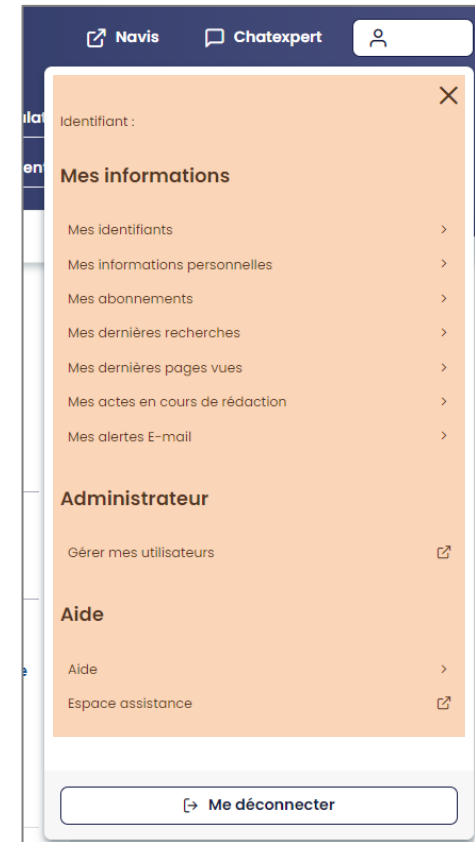 Navis
Chatexpert
Identifiant :
Mes informations
Mes identifiants
Mes informations personnelles
Mes abonnements
Mes dernières recherches
Mes dernières pages vues
Mes actes en cours de rédaction
Mes alertes E-mail
Administrateur
Gérer mes utilisateurs
Aide
Aide
Espace assistance
Me déconnecter